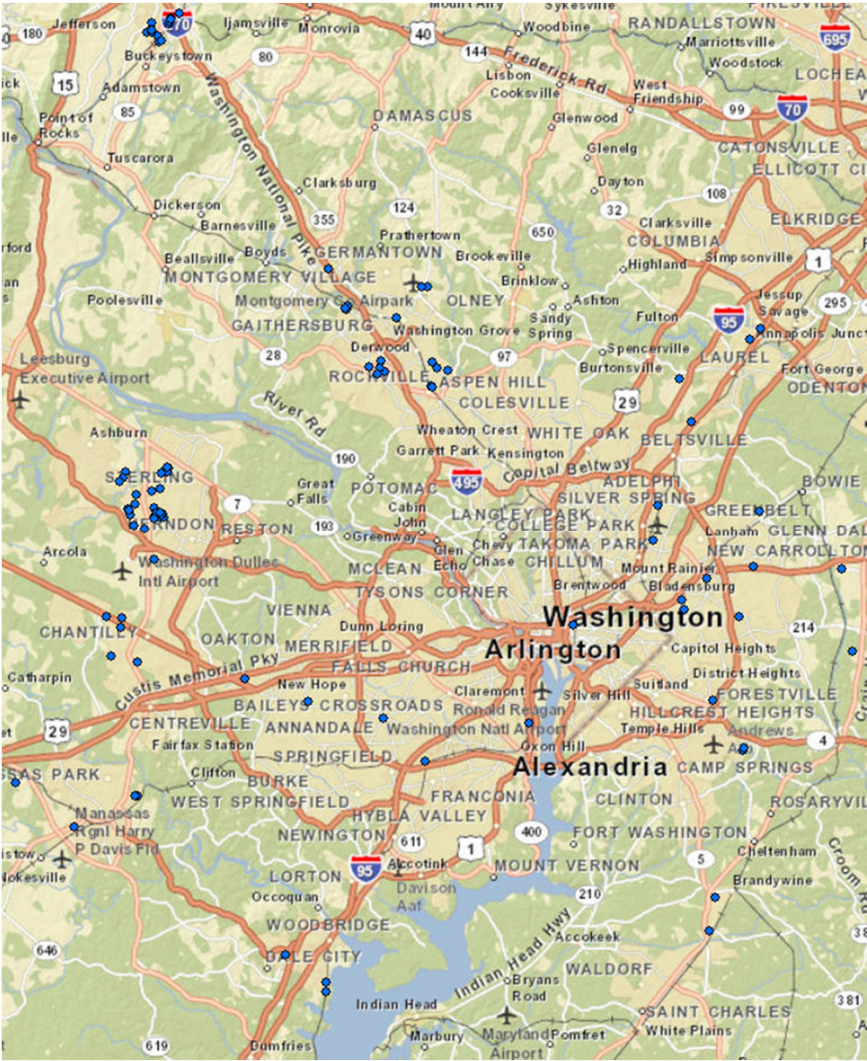 Jefferson
180
70
Ijamsville
Monrovia
40
Woodbine
Sykesville
RANDALLSTOWN
695
Marriottsville
Woodstock
Buckeystown
80
144
Frederick Rd
Lisbon
Cooksville
West
Friendship
15
Adamstown
85
Washington National Pike
99
70
Point of
Rocks
DAMASCUS
Glenwood
CATONSVILLE
Tuscarora
Glenelg
ELLICOTT CI
Dayton
108
Clarksburg
Dickerson
355
124
32
ELKRIDGE
Barnesville
Clarksville
COLUMBIA
650
Prathertown
Beallsville
Boyds
GERMANTOWN
Brookeville
Highland
Simpsonville
1
MONTGOMERY VILLAGE
Brinklow
Poolesville
Montgomery Co Airpark
OLNEY
Ashton
Jessup
Savage
295
GAITHERSBURG
Washington Grove
Sandy
Spring
Fulton
95
Annapolis Junc
Derwood
28
97
Spencerville
LAUREL
Leesburg
Executive Airport
ROCKVILLE
ASPEN HILL
Burtonsville
Fort George
ODENTON
COLESVILLE
29
River Rd
Ashburn
Wheaton Crest
WHITE OAK
BELTSVILLE
Garrett Park
Kensington
190
Capital Beltway
STERLING
495
Great
Falls
POTOMAC
ADELPHI
BOWIE
7
SILVER SPRING
Cabin
John
LANGLEY PARK
GREENBELT
HERNDON
RESTON
193
COLLEGE PARK
Lanham
GLENN DAL
Greenway
Glen
Echo
Chevy
Chase
TAKOMA PARK
NEW CARROLLTO
Arcola
Washington Dulles
Intl Airport
MCLEAN
CHILLUM
Mount Rainier
TYSONS CORNER
Brentwood
Bladensburg
VIENNA
Dunn Loring
Washington
CHANTILLY
OAKTON
MERRIFIELD
Arlington
214
Capitol Heights
FALLS CHURCH
Catharpin
Custis Memorial Pky
New Hope
Claremont
Silver Hill
Suitland
District Heights
FORESTVILLE
BAILEYS CROSSROADS
Ronald Reagan
Washington Natl Airport
HILLCREST HEIGHTS
29
CENTREVILLE
ANNANDALE
Temple Hills
Andrews
4
Fairfax Station
SPRINGFIELD
Oxon Hill
Alexandria
CAMP SPRINGS
SSAS PARK
Clifton
BURKE
WEST SPRINGFIELD
FRANCONIA
CLINTON
ROSARYVIL
Manassas
Rgnl Harry
P Davis Fld
HYBLA VALLEY
NEWINGTON
611
1
400
FORT WASHINGTON
5
Cheltenham
Croom Rd
Nokesville
95
Accotink
MOUNT VERNON
LORTON
Davison
Aaf
Brandywine
Occoquan
210
WOODBRIDGE
Indian Head Hwy
Accokeek
646
DALE CITY
WALDORF
Bryans
Road
381
Indian Head
SAINT CHARLES
White Plains
619
Dumfries
Marbury
Maryland
Airport
Pomfret